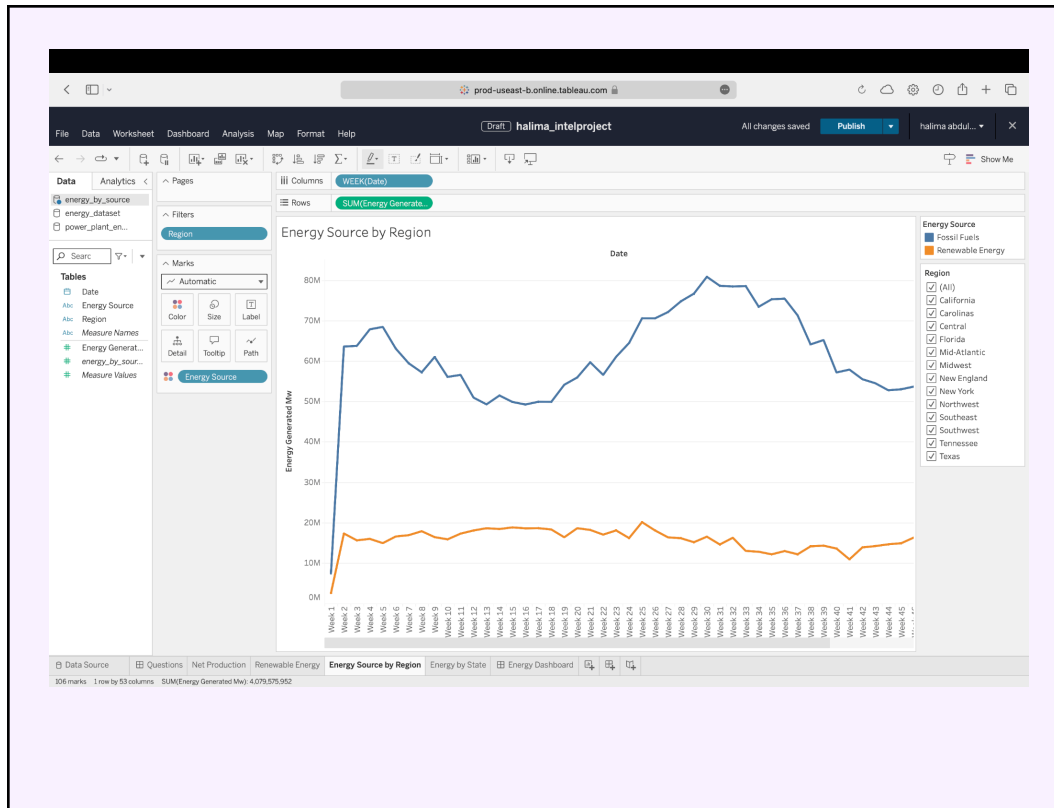 prod-useast-b.online.tableau.com
File Data Worksheet Dashboard Analysis Map Format Help
Draft halima_intelproject
All changes saved
Publish
halima abdul...
Show Me
Data Analytics
energy_by_source
energy_dataset
power_plant_en...
Searc
Tables
Date
Abc Energy Source
Abc Region
Abc Measure Names
# Energy Generat...
# energy_by_sour...
# Measure Values
Pages
Filters
Region
Marks
Automatic
Color Size Label
Detail Tooltip Path
Energy Source
Columns WEEK(Date)
Rows SUM(Energy Generate...
Energy Source by Region
Date
Energy Generated Mw
80M
70M
60M
50M
40M
30M
20M
10M
0M
Week 1
Week 2
Week 3
Week 4
Week 5
Week 6
Week 7
Week 8
Week 9
Week 10
Week 11
Week 12
Week 13
Week 14
Week 15
Week 16
Week 17
Week 18
Week 19
Week 20
Week 21
Week 22
Week 23
Week 24
Week 25
Week 26
Week 27
Week 28
Week 29
Week 30
Week 31
Week 32
Week 33
Week 34
Week 35
Week 36
Week 37
Week 38
Week 39
Week 40
Week 41
Week 42
Week 43
Week 44
Week 45
Energy Source
Fossil Fuels
Renewable Energy
Region
(All)
California
Carolinas
Central
Florida
Mid-Atlantic
Midwest
New England
New York
Northwest
Southeast
Southwest
Tennessee
Texas
Data Source Questions Net Production Renewable Energy Energy Source by Region Energy by State Energy Dashboard
106 marks 1 row by 53 columns SUM(Energy Generated Mw): 4,079,575,952